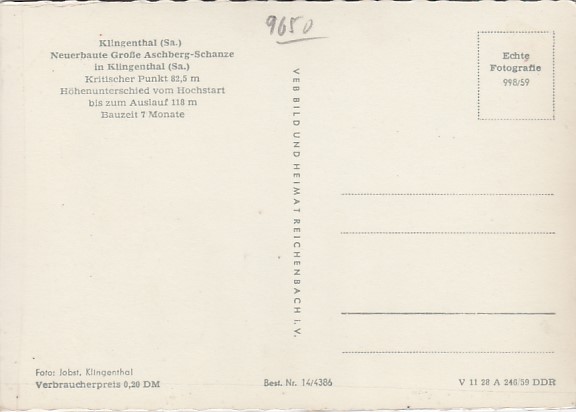 9650
Klingenthal (Sa.)
Neuerbaute Große Aschberg-Schanze
in Klingenthal (Sa.)
Kritischer Punkt 82,5 m
Höhenunterschied vom Hochstart
bis zum Auslauf 118 m
Bauzeit 7 Monate
VEB BILD UND HEIMAT REICHENBACH I. V.
Echte
Fotografie
998/59
Foto: Jobst, Klingenthal
Verbraucherpreis 0,20 DM
Best. Nr. 14/4386
V 11 28 A 248/59 DDR